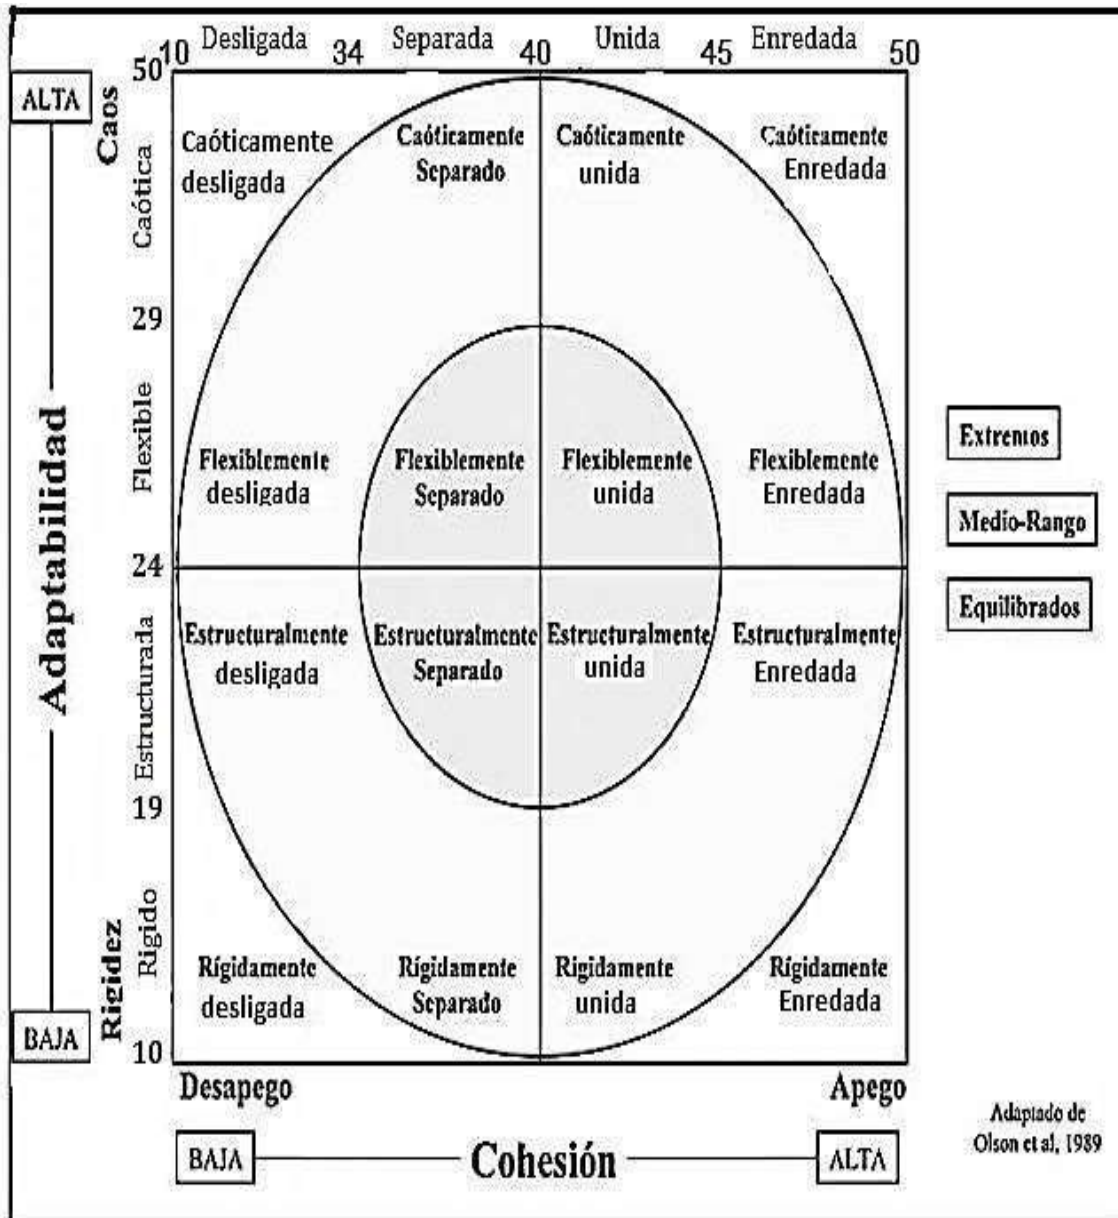 Desligada Separada Unida Enredada
10 34 40 45 50
50
ALTA
Caos
Caótica
Caóticamente Caóticamente Caóticamente Caóticamente
desligada Separado unida Enredada
29
Adaptabilidad
Flexible
Flexiblemente Flexiblemente Flexiblemente Flexiblemente
desligada Separado unida Enredada
24
Estructurada
Estructuralmente Estructuralmente Estructuralmente Estructuralmente
desligada Separado unida Enredada
19
Rígido
Rigidez
Rígidamente Rígidamente Rigidamente Rígidamente
desligada Separado unida Enredada
BAJA
10
Desapego Apego
BAJA Cohesión ALTA
Extremos
Medio-Rango
Equilibrados
Adaptado de
Olson et al, 1989